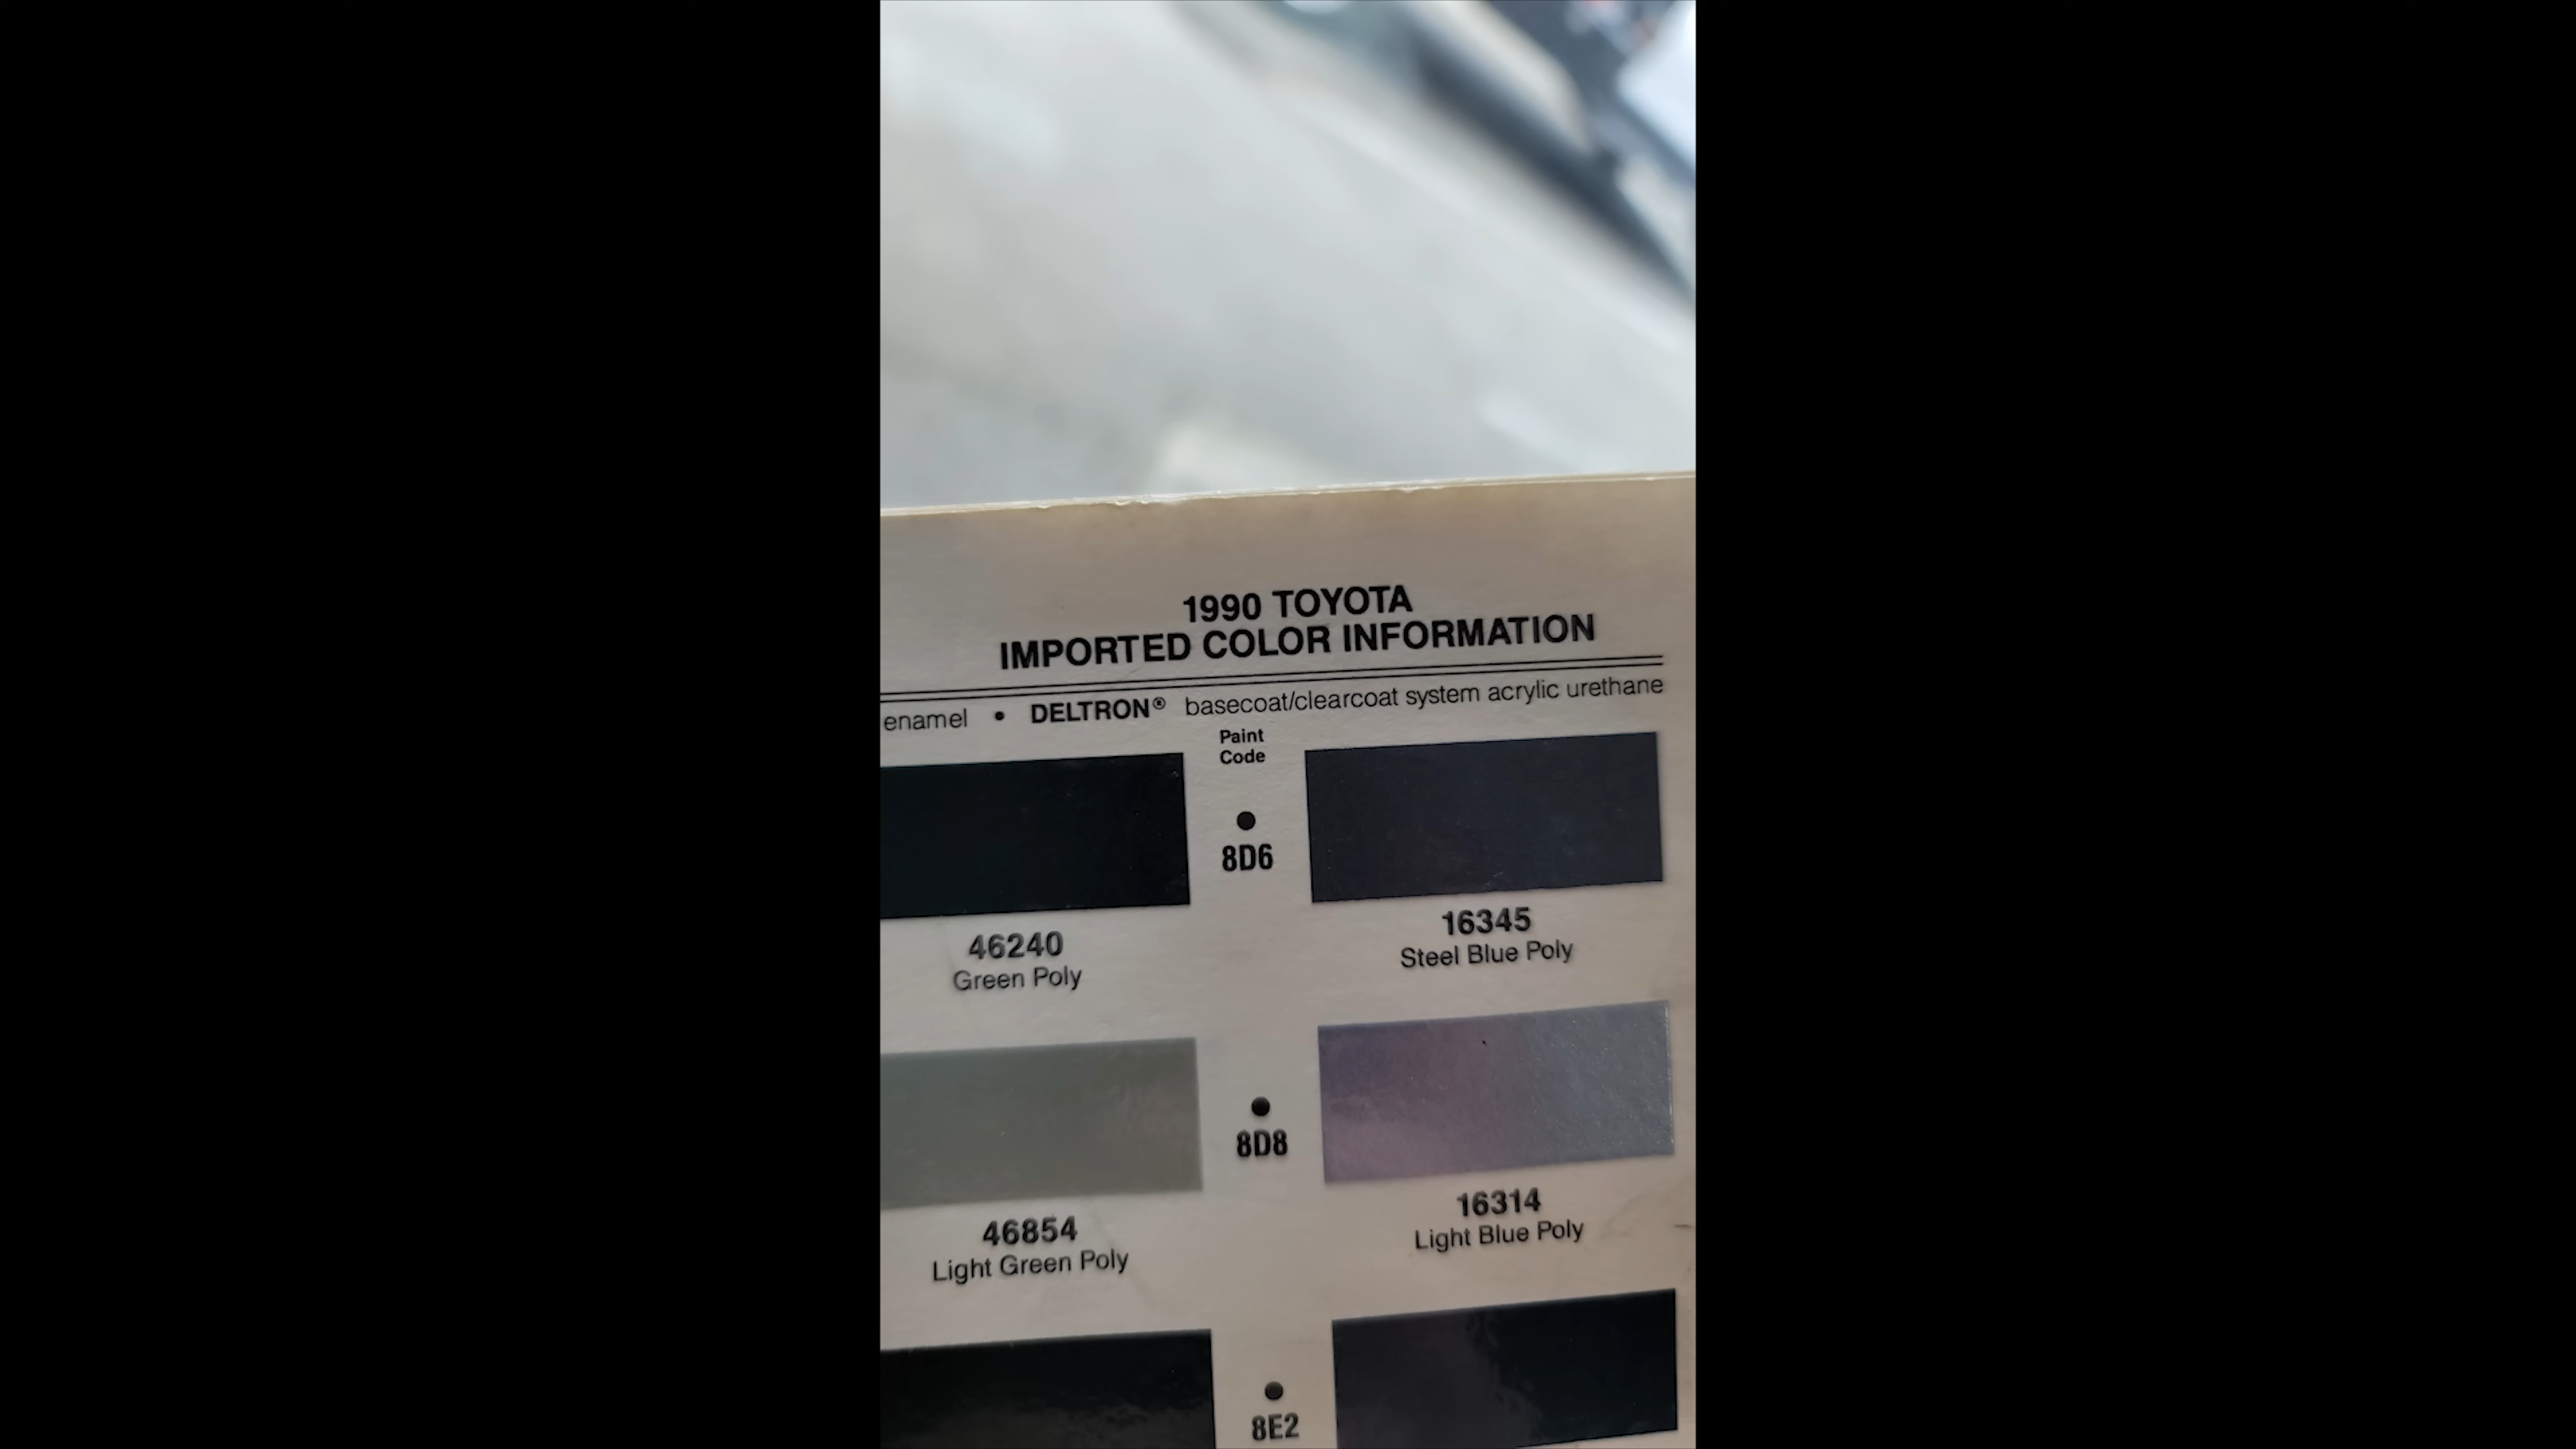 1990 TOYOTA
IMPORTED COLOR INFORMATION
enamel • DELTRON® basecoat/clearcoat system acrylic urethane
Paint
Code
8D6
46240
Green Poly
16345
Steel Blue Poly
8D8
46854
Light Green Poly
16314
Light Blue Poly
8E2